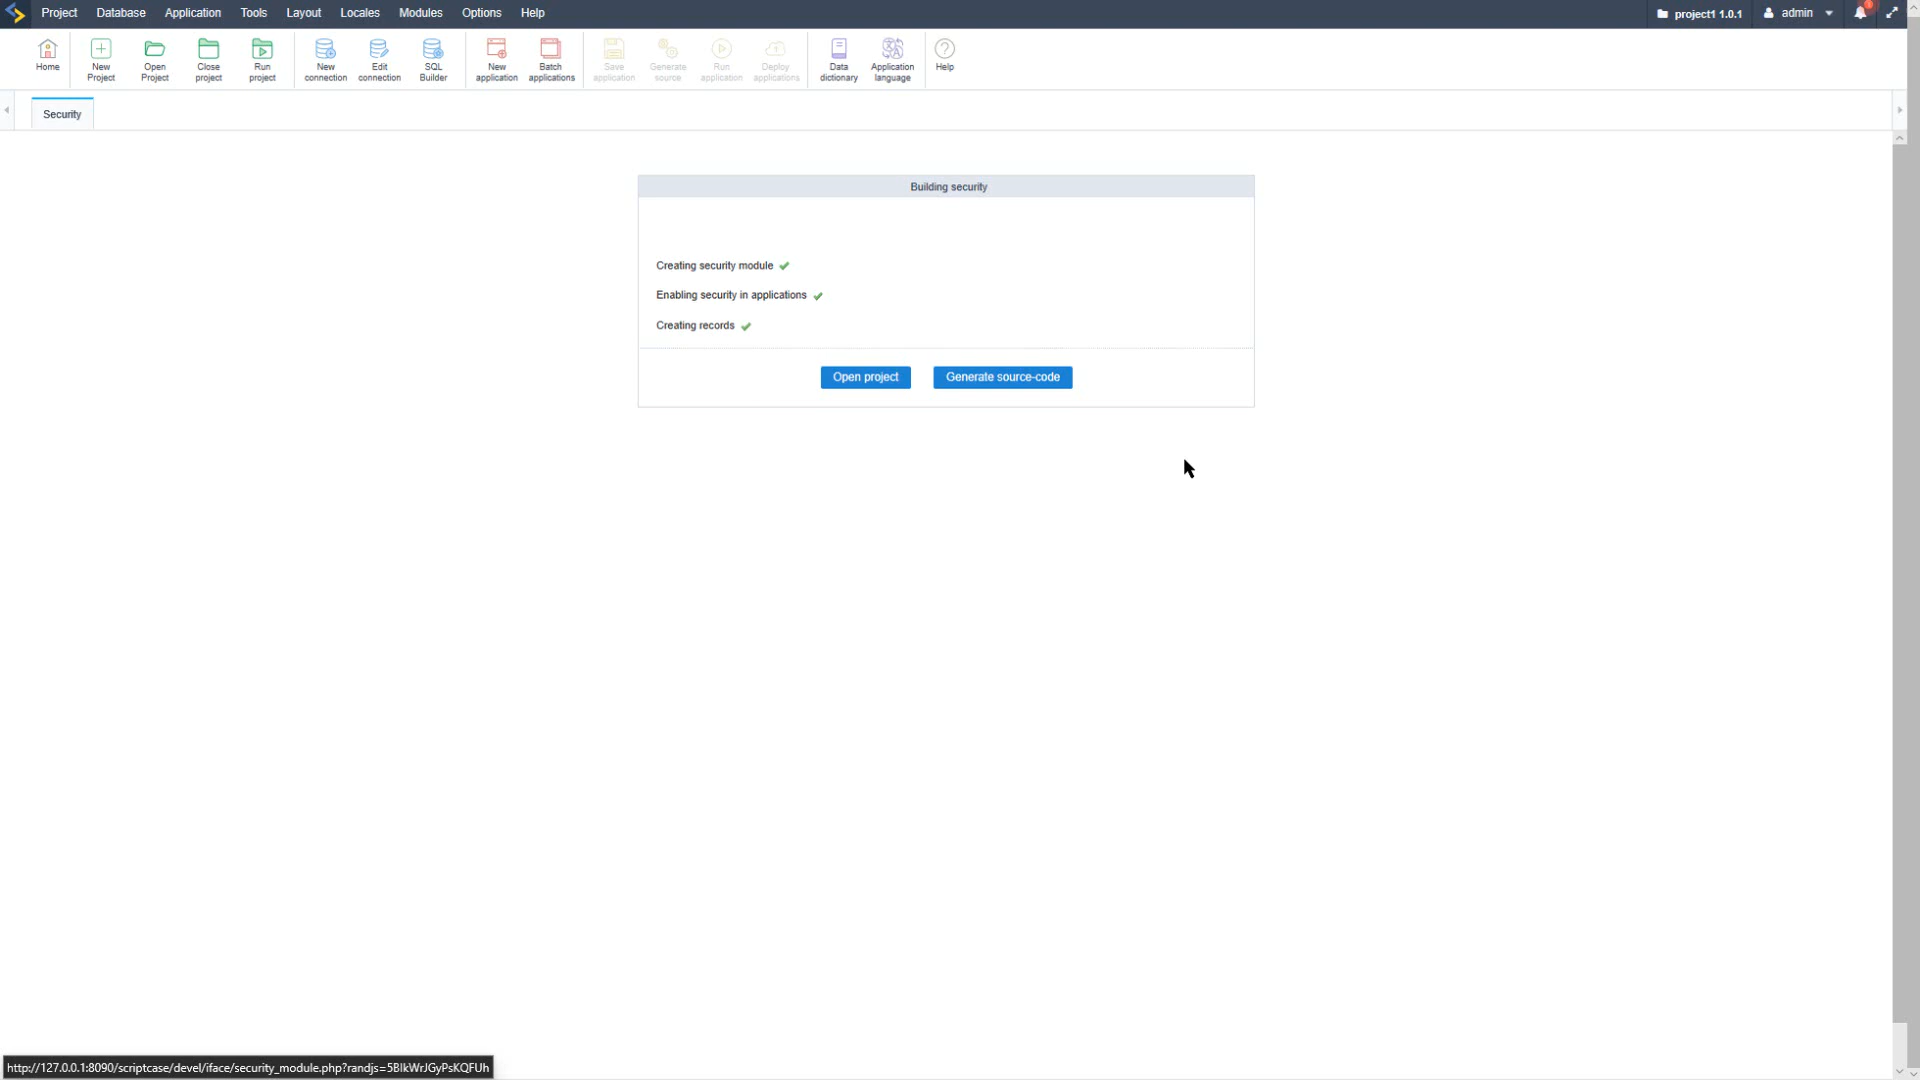 Project Database Application Tools Layout Locales Modules Options Help project1 1.0.1 admin
Home New Project Open Project Close project Run project New connection Edit connection SQL Builder New application Batch applications Save application Generate source Run application Deploy applications Data dictionary Application language Help
Security
Building security
Creating security module
Enabling security in applications
Creating records
Open project Generate source-code
http://127.0.0.1:8090/scriptcase/devel/iface/security_module.php?randjs=5BlkWrJGyPsKQFUh